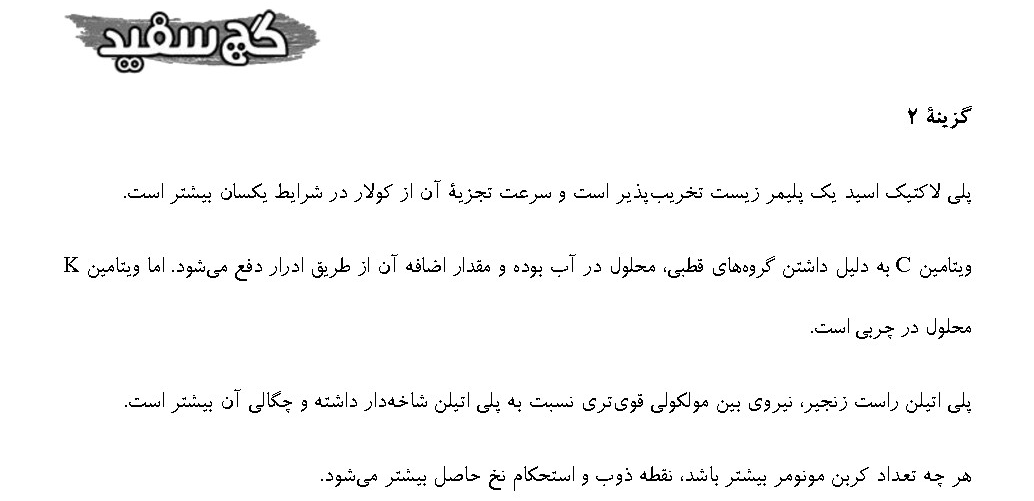 گچ سفید
گزینهٔ ۲
پلی لاکتیک اسید یک پلیمر زیست تخریب‌پذیر است و سرعت تجزیهٔ آن از کولار در شرایط یکسان بیشتر است.
ویتامین C به دلیل داشتن گروه‌های قطبی، محلول در آب بوده و مقدار اضافه آن از طریق ادرار دفع می‌شود. اما ویتامین K
محلول در چربی است.
پلی اتیلن راست زنجیر، نیروی بین مولکولی قوی‌تری نسبت به پلی اتیلن شاخه‌دار داشته و چگالی آن بیشتر است.
هر چه تعداد کربن مونومر بیشتر باشد، نقطه ذوب و استحکام نخ حاصل بیشتر می‌شود.